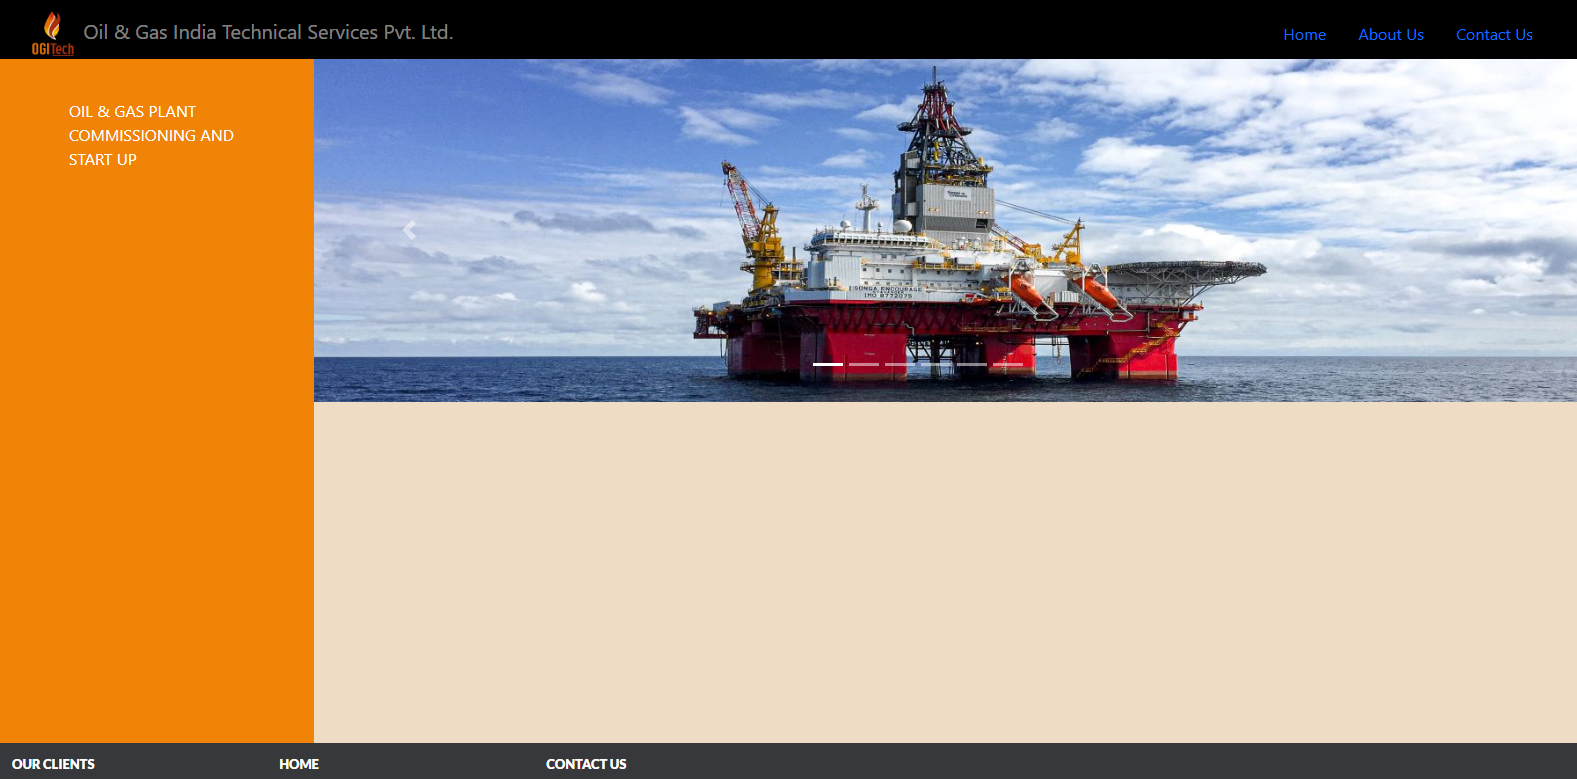 OGITech
Oil & Gas India Technical Services Pvt. Ltd.
Home
About Us
Contact Us
OIL & GAS PLANT
COMMISSIONING AND
START UP
SONGA ENCOURAGE
STAVANGER
IMO 8772075
OUR CLIENTS
HOME
CONTACT US